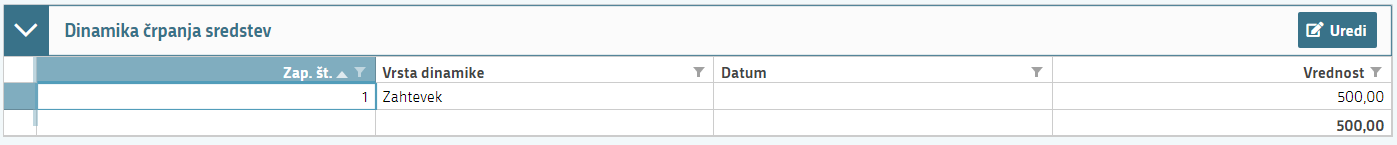 Dinamika črpanja sredstev
Uredi
Zap. št. Vrsta dinamike Datum Vrednost
1 Zahtevek 500,00
500,00